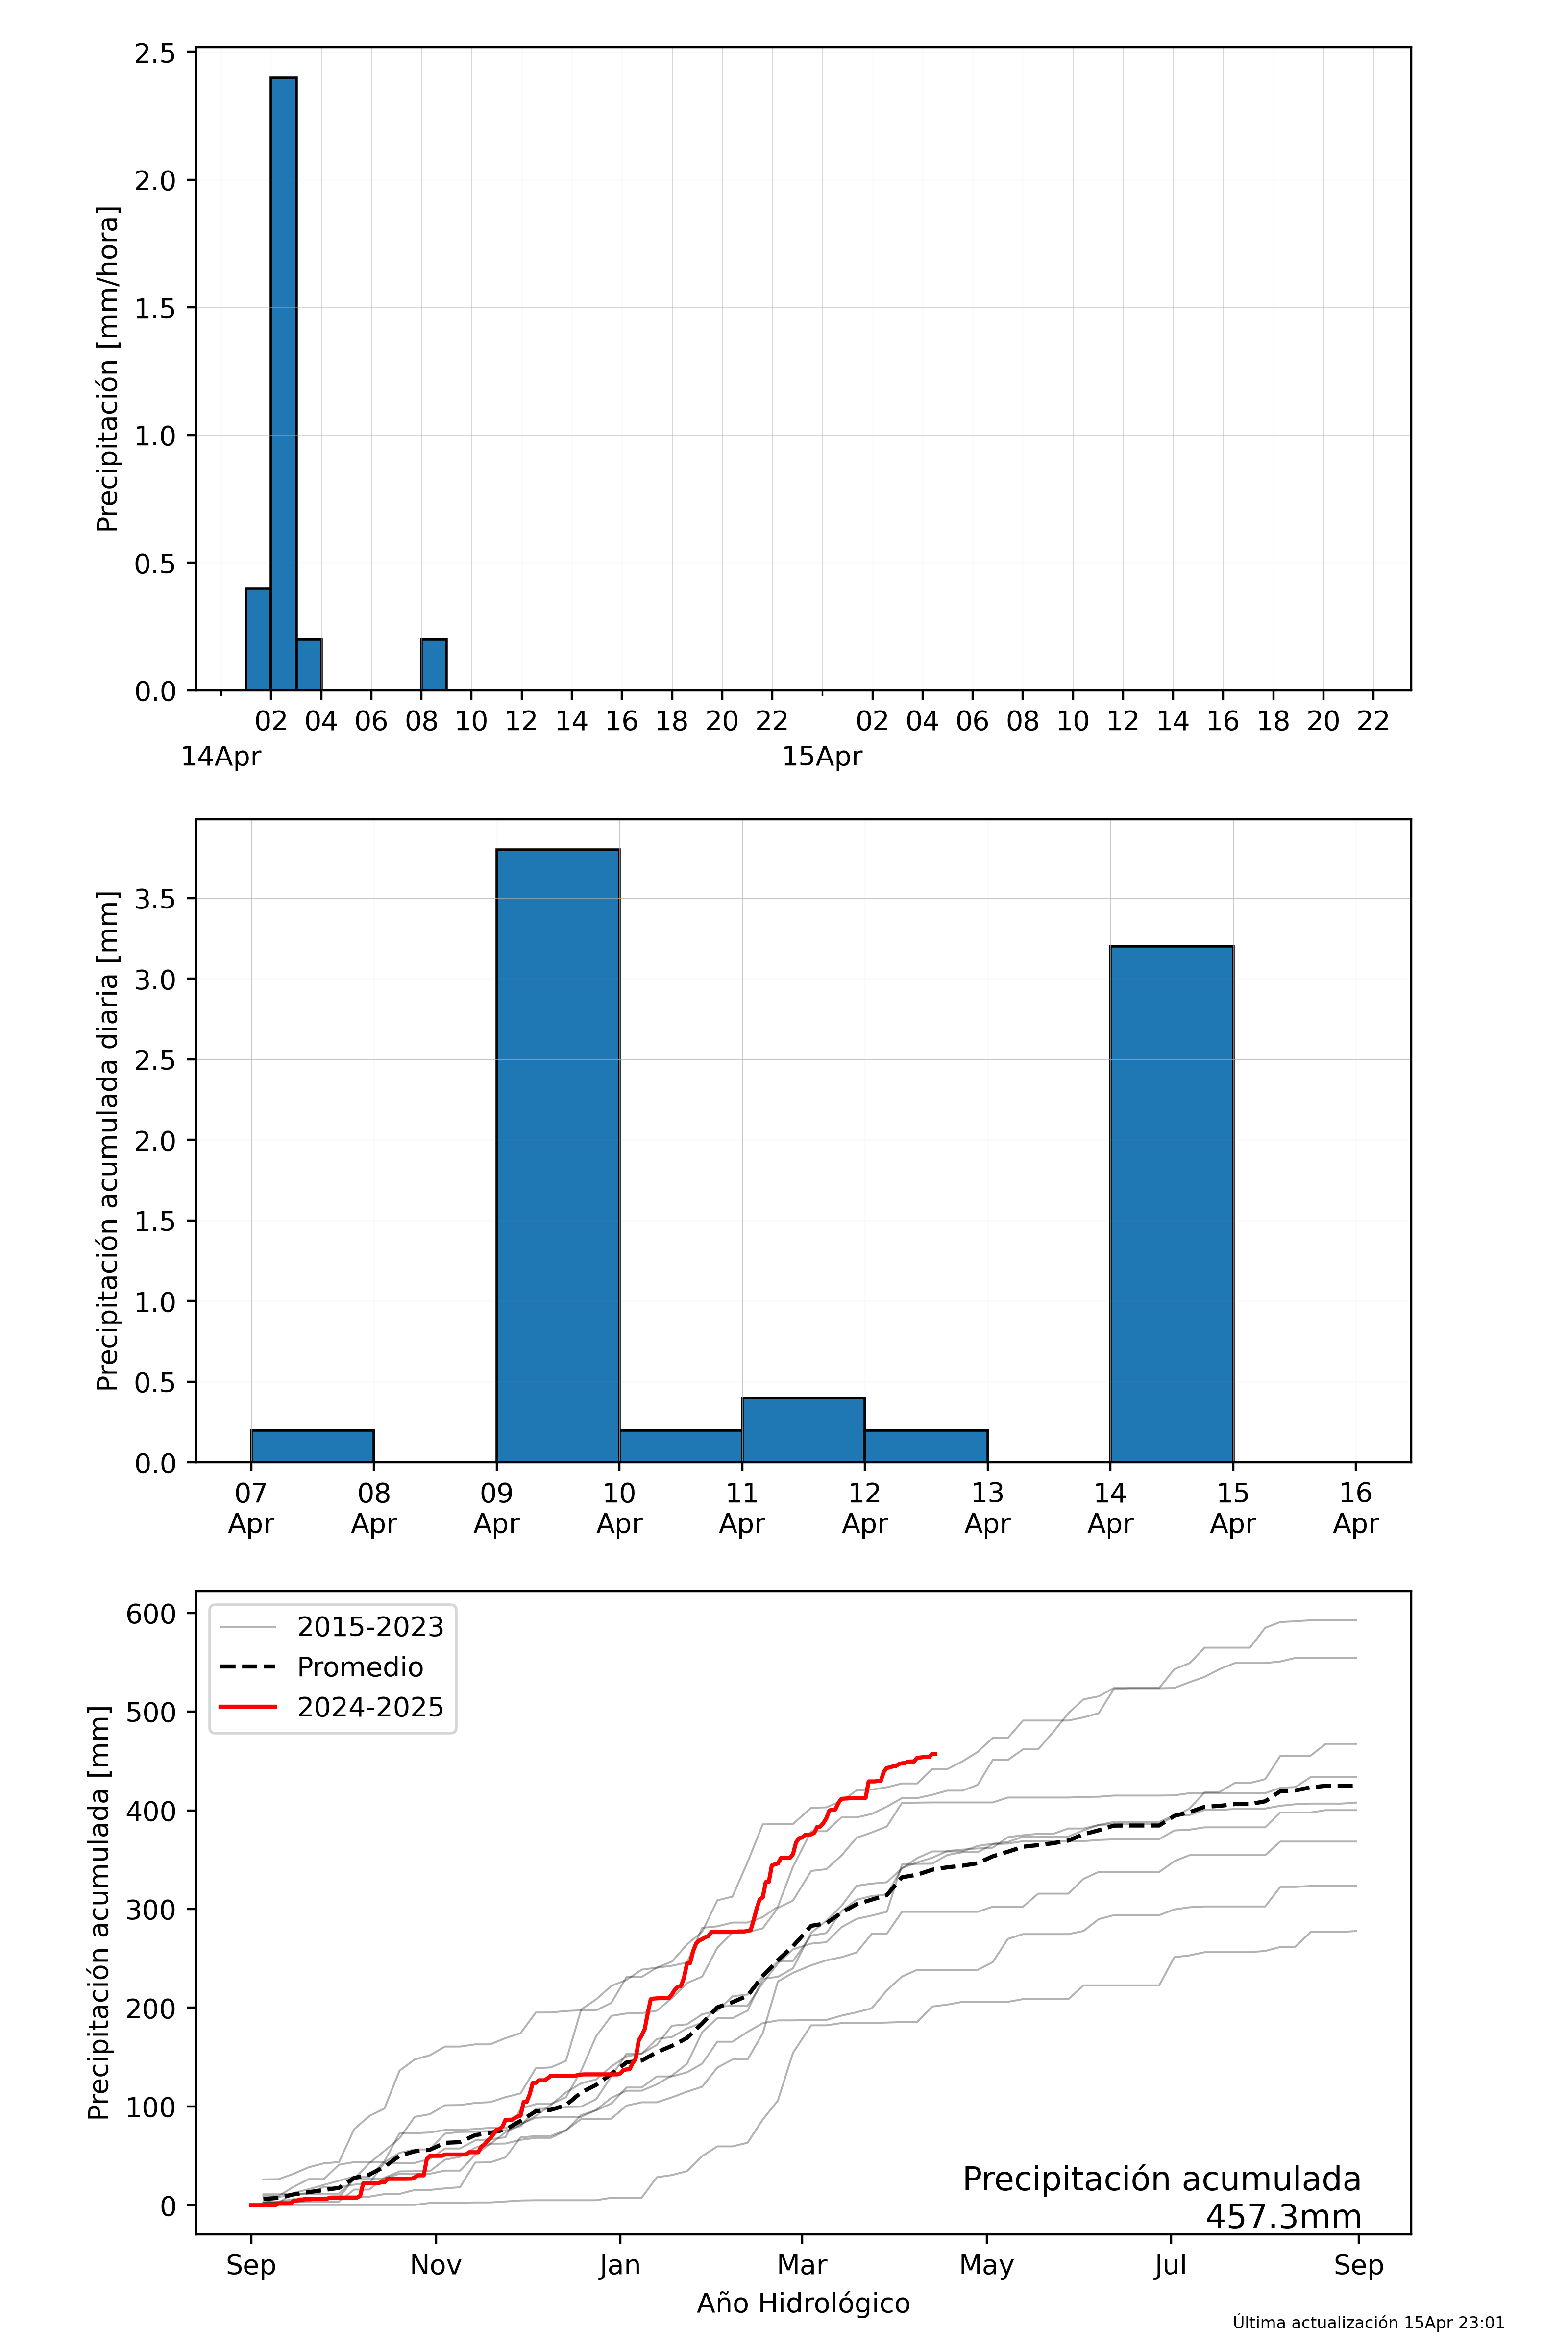 2.5
2.0
1.5
1.0
0.5
0.0
Precipitación [mm/hora]
02 04 06 08 10 12 14 16 18 20 22 02 04 06 08 10 12 14 16 18 20 22
14Apr 15Apr
3.5
3.0
2.5
2.0
1.5
1.0
0.5
0.0
Precipitación acumulada diaria [mm]
07 08 09 10 11 12 13 14 15 16
Apr Apr Apr Apr Apr Apr Apr Apr Apr Apr
600
500
400
300
200
100
0
Precipitación acumulada [mm]
2015-2023
Promedio
2024-2025
Precipitación acumulada
457.3mm
Sep Nov Jan Mar May Jul Sep
Año Hidrológico
Última actualización 15Apr 23:01